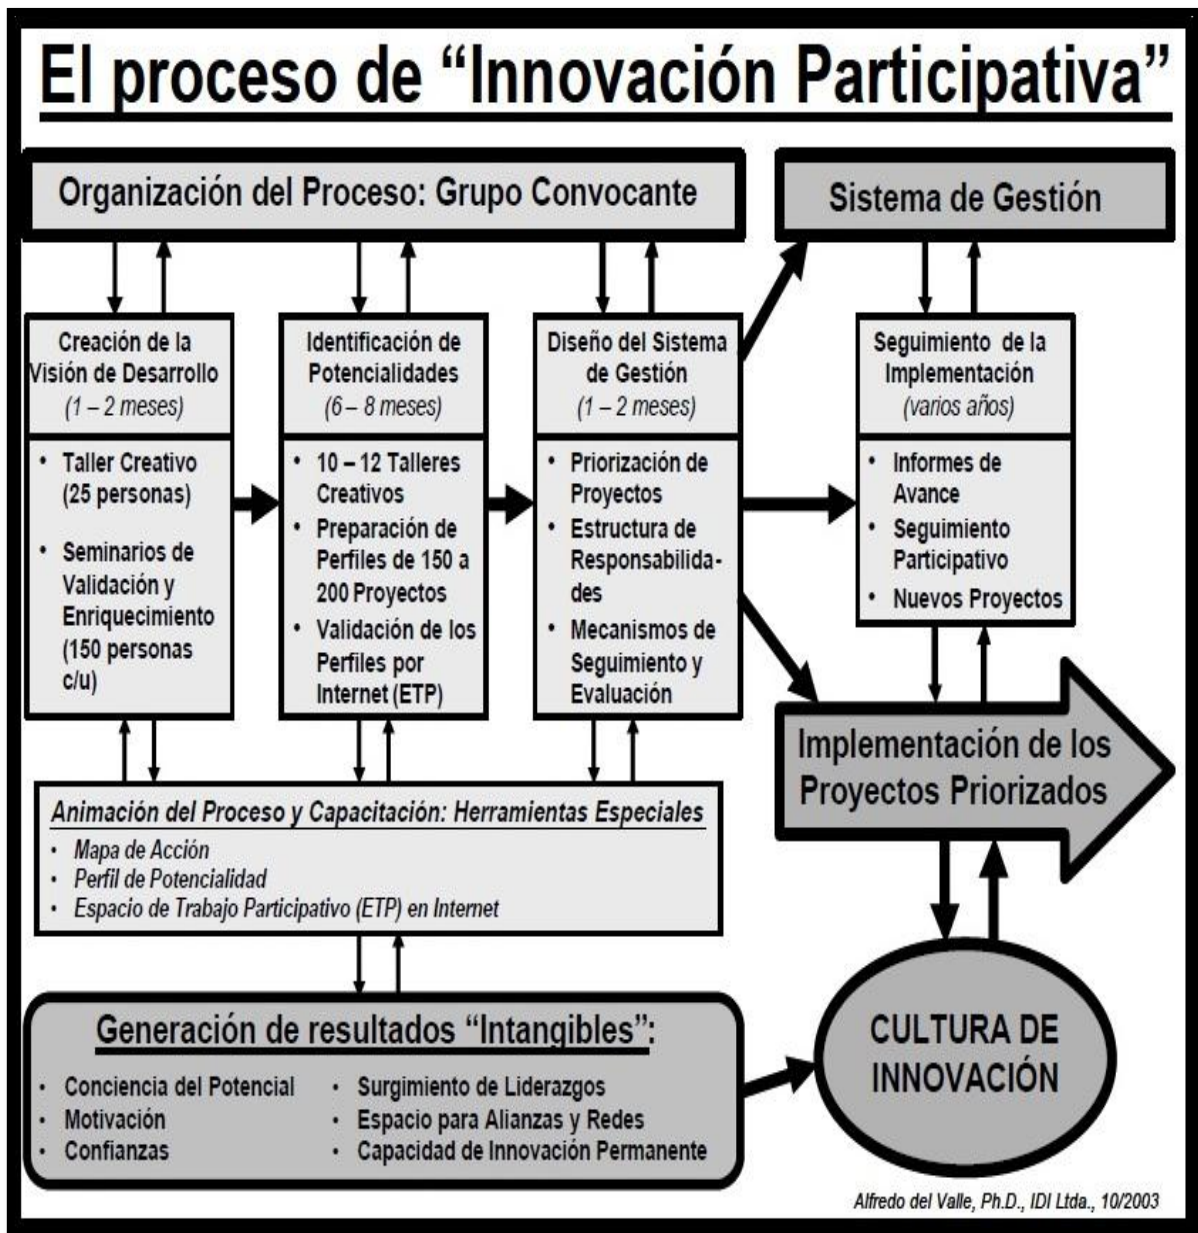 El proceso de “Innovación Participativa”
Organización del Proceso: Grupo Convocante
Sistema de Gestión
Creación de la
Visión de Desarrollo
(1 – 2 meses)
• Taller Creativo
(25 personas)
• Seminarios de
Validación y
Enriquecimiento
(150 personas
c/u)
Identificación de
Potencialidades
(6 – 8 meses)
• 10 – 12 Talleres
Creativos
• Preparación de
Perfiles de 150 a
200 Proyectos
• Validación de los
Perfiles por
Internet (ETP)
Diseño del Sistema
de Gestión
(1 – 2 meses)
• Priorización de
Proyectos
• Estructura de
Responsabilida-
des
• Mecanismos de
Seguimiento y
Evaluación
Seguimiento de la
Implementación
(varios años)
• Informes de
Avance
• Seguimiento
Participativo
• Nuevos Proyectos
Implementación de los
Proyectos Priorizados
Animación del Proceso y Capacitación: Herramientas Especiales
• Mapa de Acción
• Perfil de Potencialidad
• Espacio de Trabajo Participativo (ETP) en Internet
Generación de resultados “Intangibles”:
• Conciencia del Potencial
• Motivación
• Confianzas
• Surgimiento de Liderazgos
• Espacio para Alianzas y Redes
• Capacidad de Innovación Permanente
CULTURA DE
INNOVACIÓN
Alfredo del Valle, Ph.D., IDI Ltda., 10/2003